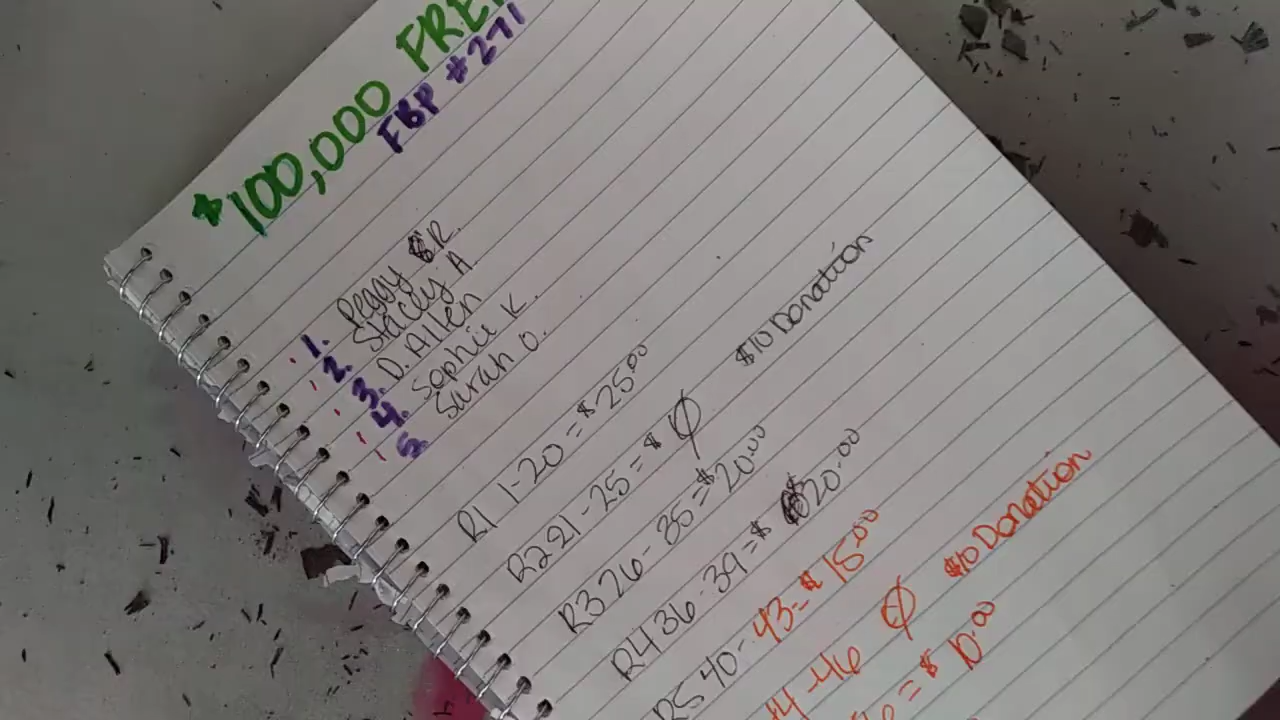 $100,000 PRE
FBP #271
1. Peggy R.
2. Stacey A
3. D. Allen
4. Sophie K.
5. Sarah O.
R1 1-20 = $25.00
R2 21-25 = $ Ø $10 Donation
R3 26-35 = $20.00
R4 36-39 = $ 20.00
R5 40-43 = $15.00
44-46 Ø $10 Donation
= $10.00